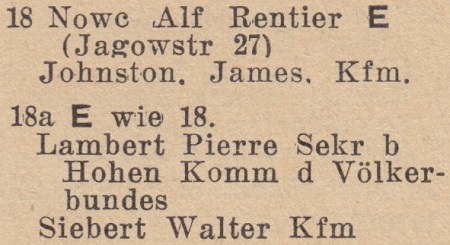 18 Nowc Alf Rentier E
(Jagowstr 27)
Johnston. James. Kfm.
18a E wie 18.
Lambert Pierre Sekr b
Hohen Komm d Völker-
bundes
Siebert Walter Kfm